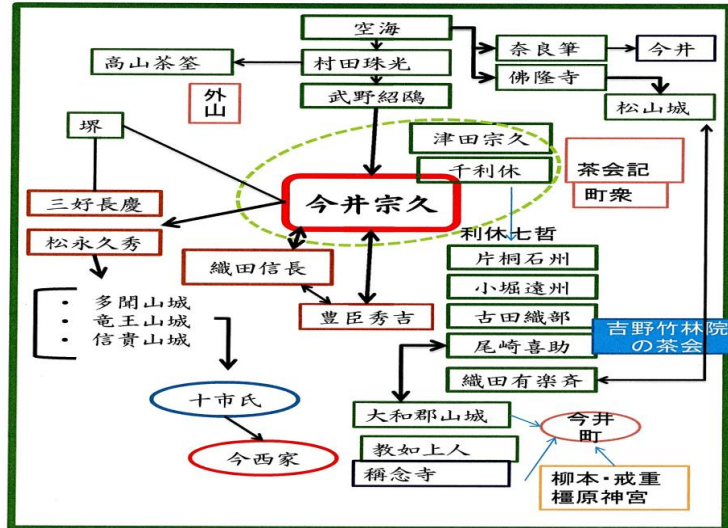 空海
奈良筆
今井
高山茶筌
村田珠光
佛隆寺
外山
武野紹鴎
松山城
堺
津田宗久
千利休
茶会記
町衆
三好長慶
今井宗久
松永久秀
利休七哲
織田信長
片桐石州
小堀遠州
豊臣秀吉
古田織部
吉野竹林院
の茶会
・ 多聞山城
・ 竜王山城
・ 信貴山城
尾崎喜助
織田有楽斉
十市氏
大和郡山城
今井
町
今西家
教如上人
稱念寺
柳本・戒重
橿原神宮